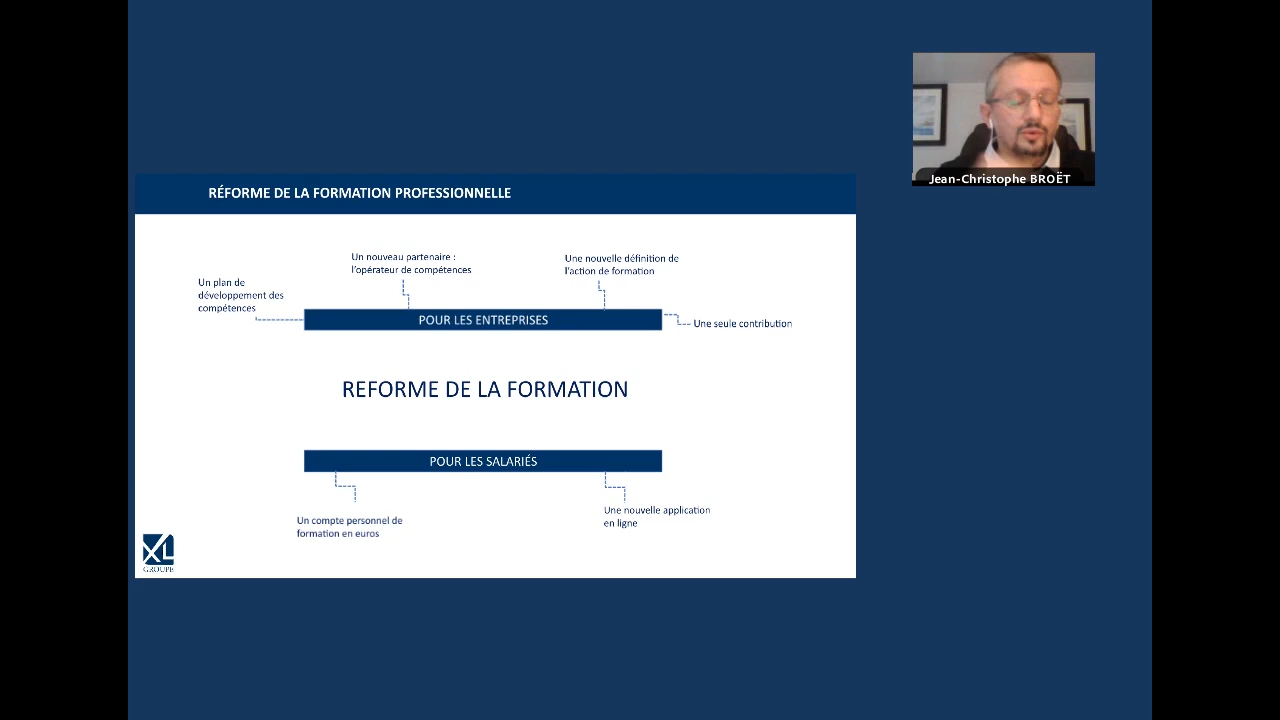 Jean-Christophe BROËT
RÉFORME DE LA FORMATION PROFESSIONNELLE
Un nouveau partenaire :
l'opérateur de compétences
Une nouvelle définition de
l'action de formation
Un plan de
développement des
compétences
POUR LES ENTREPRISES
Une seule contribution
REFORME DE LA FORMATION
POUR LES SALARIÉS
Un compte personnel de
formation en euros
Une nouvelle application
en ligne
XL
GROUPE